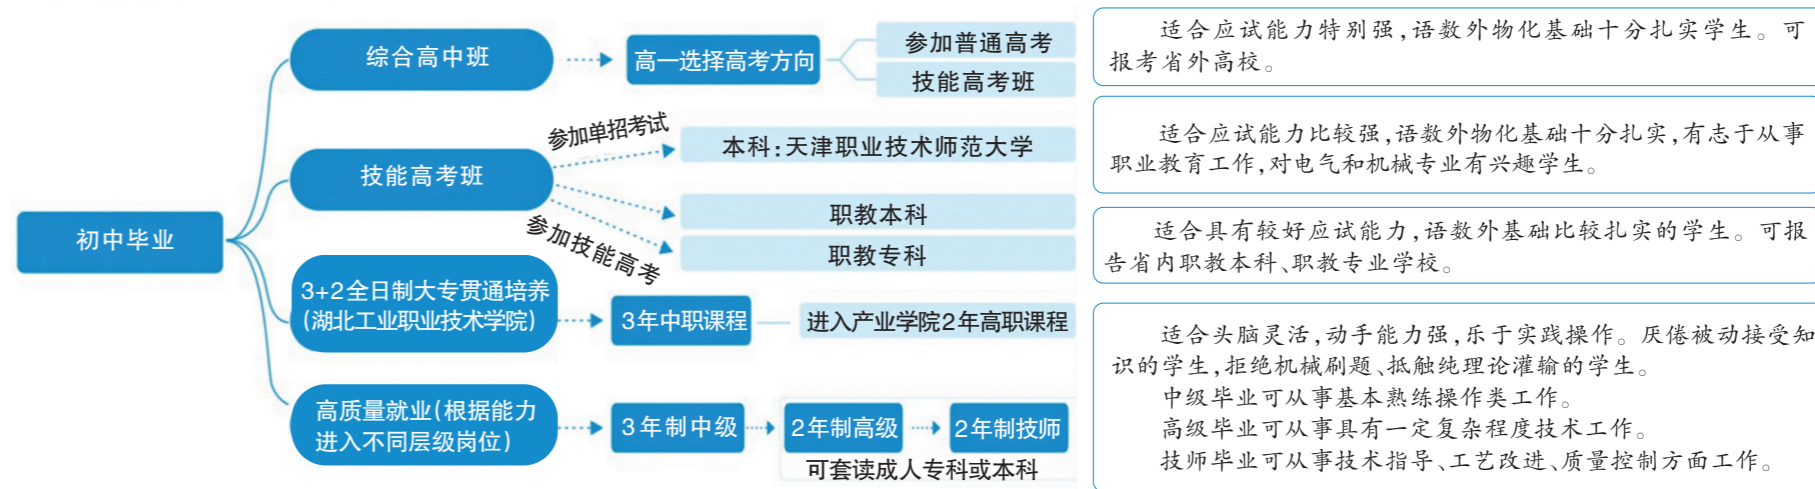 初中毕业
综合高中班
高一选择高考方向
参加普通高考
技能高考班
技能高考班
参加单招考试
本科:天津职业技术师范大学
参加技能高考
职教本科
职教专科
3+2全日制大专贯通培养
(湖北工业职业技术学院)
3年中职课程
进入产业学院2年高职课程
高质量就业(根据能力
进入不同层级岗位)
3年制中级
2年制高级
2年制技师
可套读成人专科或本科
适合应试能力特别强,语数外物化基础十分扎实学生。可
报考省外高校。
适合应试能力比较强,语数外物化基础十分扎实,有志于从事
职业教育工作,对电气和机械专业有兴趣学生。
适合具有较好应试能力,语数外基础比较扎实的学生。可报
告省内职教本科、职教专业学校。
适合头脑灵活,动手能力强,乐于实践操作。厌倦被动接受知
识的学生,拒绝机械刷题、抵触纯理论灌输的学生。
中级毕业可从事基本熟练操作类工作。
高级毕业可从事具有一定复杂程度技术工作。
技师毕业可从事技术指导、工艺改进、质量控制方面工作。